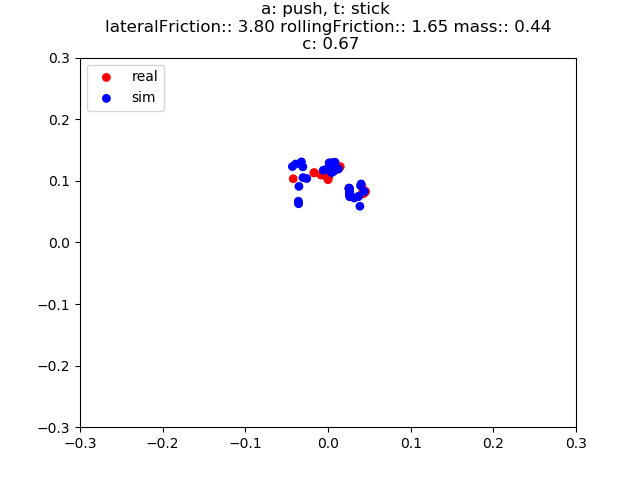 a: push, t: stick
lateralFriction:: 3.80 rollingFriction:: 1.65 mass:: 0.44
c: 0.67
real
sim
0.3
0.2
0.1
0.0
−0.1
−0.2
−0.3
−0.3
−0.2
−0.1
0.0
0.1
0.2
0.3